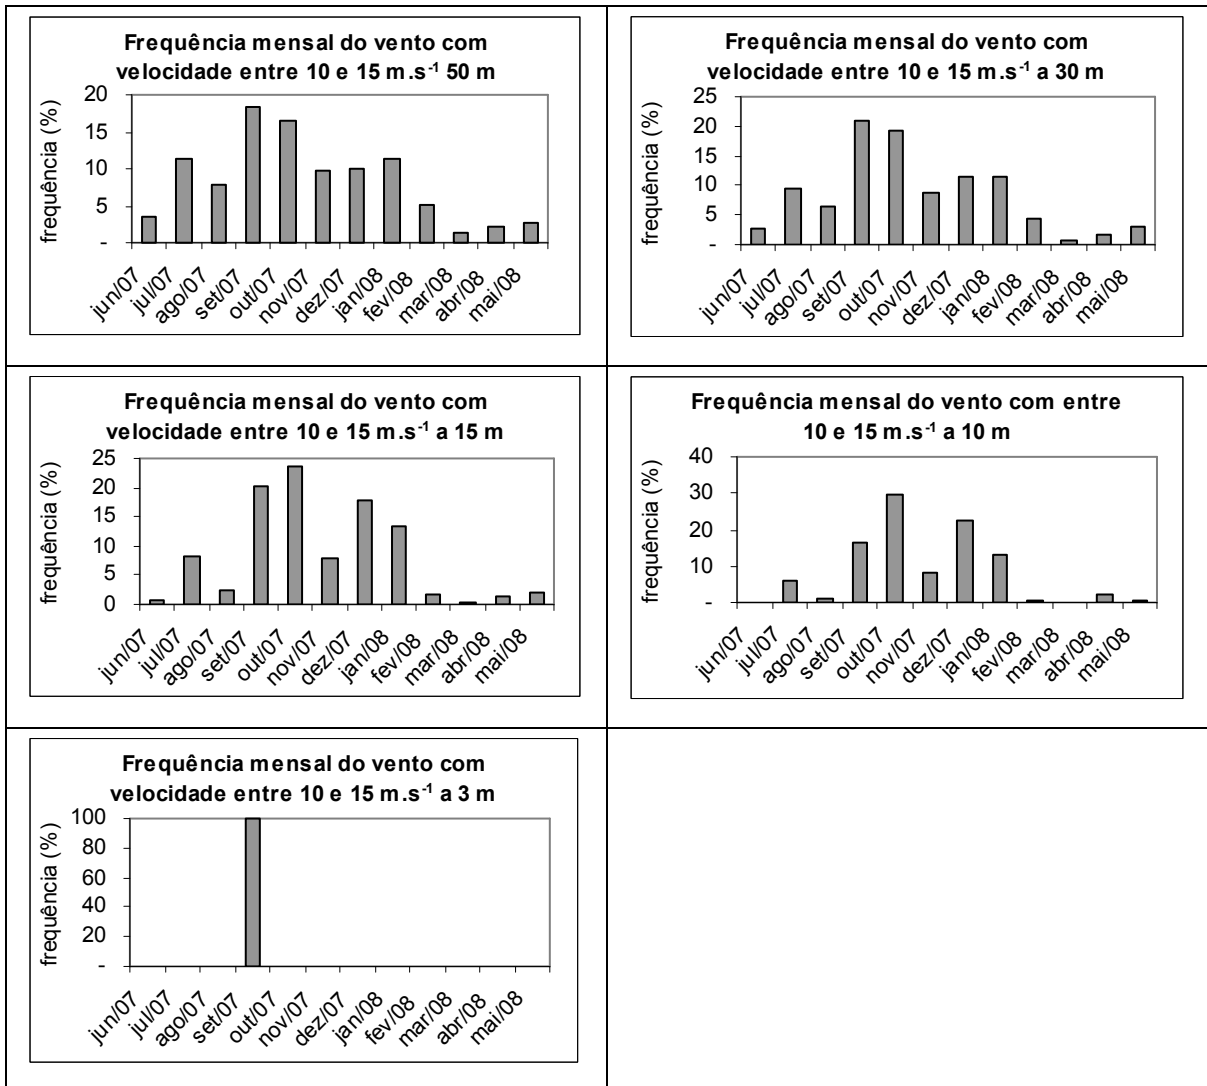 Frequência mensal do vento com
velocidade entre 10 e 15 m.s⁻¹ 50 m
frequência (%)
20
15
10
5
-
jun/07
jul/07
ago/07
set/07
out/07
nov/07
dez/07
jan/08
fev/08
mar/08
abr/08
mai/08
Frequência mensal do vento com
velocidade entre 10 e 15 m.s⁻¹ a 30 m
frequência (%)
25
20
15
10
5
-
jun/07
jul/07
ago/07
set/07
out/07
nov/07
dez/07
jan/08
fev/08
mar/08
abr/08
mai/08
Frequência mensal do vento com
velocidade entre 10 e 15 m.s⁻¹ a 15 m
frequência (%)
25
20
15
10
5
0
jun/07
jul/07
ago/07
set/07
out/07
nov/07
dez/07
jan/08
fev/08
mar/08
abr/08
mai/08
Frequência mensal do vento com entre
10 e 15 m.s⁻¹ a 10 m
frequência (%)
40
30
20
10
-
jun/07
jul/07
ago/07
set/07
out/07
nov/07
dez/07
jan/08
fev/08
mar/08
abr/08
mai/08
Frequência mensal do vento com
velocidade entre 10 e 15 m.s⁻¹ a 3 m
frequência (%)
100
80
60
40
20
-
jun/07
jul/07
ago/07
set/07
out/07
nov/07
dez/07
jan/08
fev/08
mar/08
abr/08
mai/08